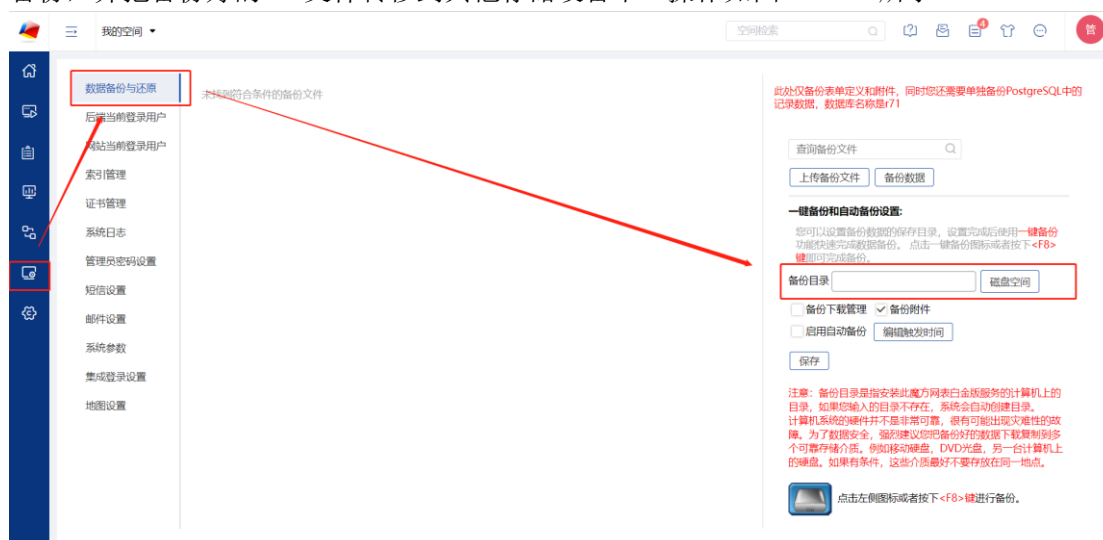 我的空间
空间检索
4
管
数据备份与还原
后端当前登录用户
网站当前登录用户
索引管理
证书管理
系统日志
管理员密码设置
短信设置
邮件设置
系统参数
集成登录设置
地图设置
未找到符合条件的备份文件
此处仅备份表单定义和附件，同时您还需要单独备份PostgreSQL中的
记录数据，数据库名称是r71
查询备份文件
上传备份文件 备份数据
一键备份和自动备份设置:
您可以设置备份数据的保存目录，设置完成后使用一键备份
功能快速完成数据备份。 点击一键备份图标或者按下<F8>
键即可完成备份。
备份目录 磁盘空间
备份下载管理 备份附件
启用自动备份 编辑触发时间
保存
注意：备份目录是指安装此魔方网表白金版服务的计算机上的
目录，如果您输入的目录不存在，系统会自动创建目录。
计算机系统的硬件并不是非常可靠，很有可能出现灾难性的故
障。为了数据安全，强烈建议您把备份好的数据下载复制到多
个可靠存储介质。例如移动硬盘，DVD光盘，另一台计算机上
的硬盘。如果有条件，这些介质最好不要存放在同一地点。
点击左侧图标或者按下<F8>键进行备份。